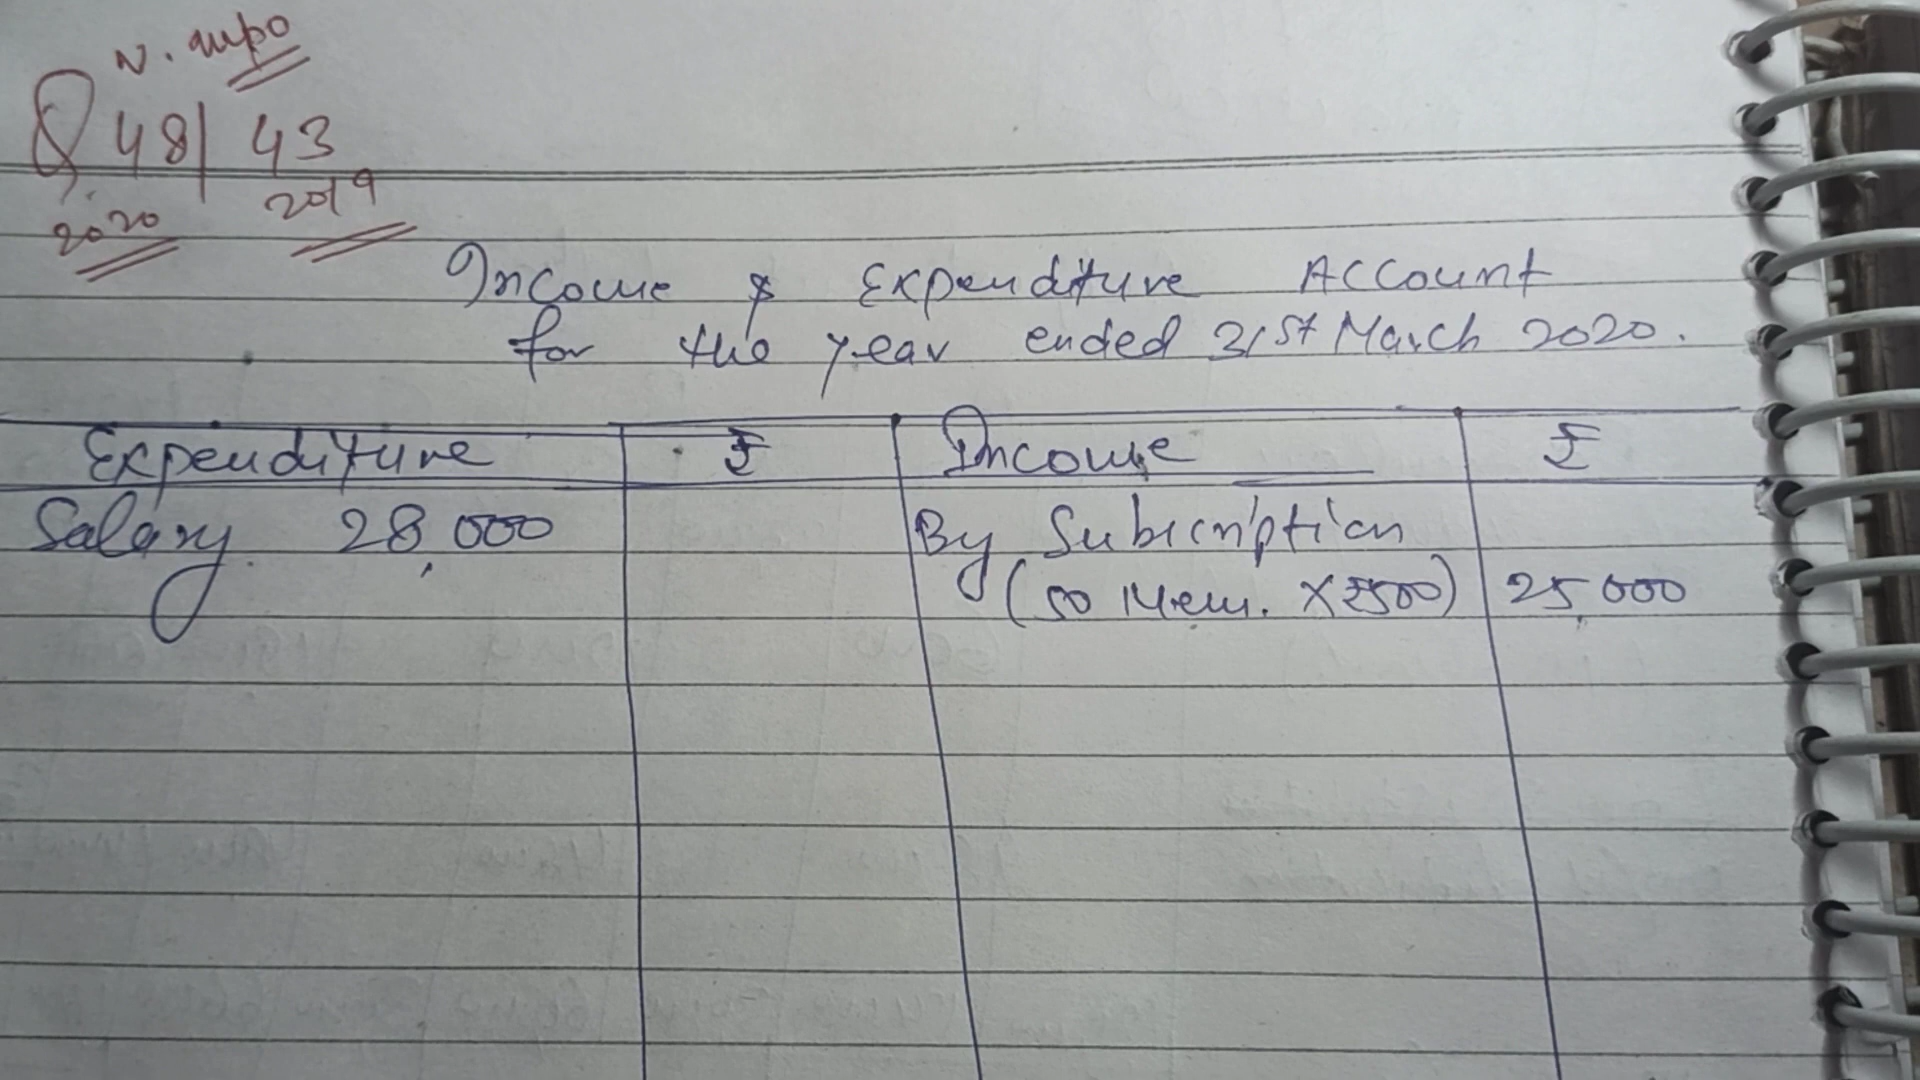 N. Mpo
Q 48/ 43
2020 2019
Income & Expenditure Account
for the year ended 31st March 2020.
Expenditure ₹ Income ₹
Salary 28,000 By Subscription
(50 Mem. X ₹500) 25,000